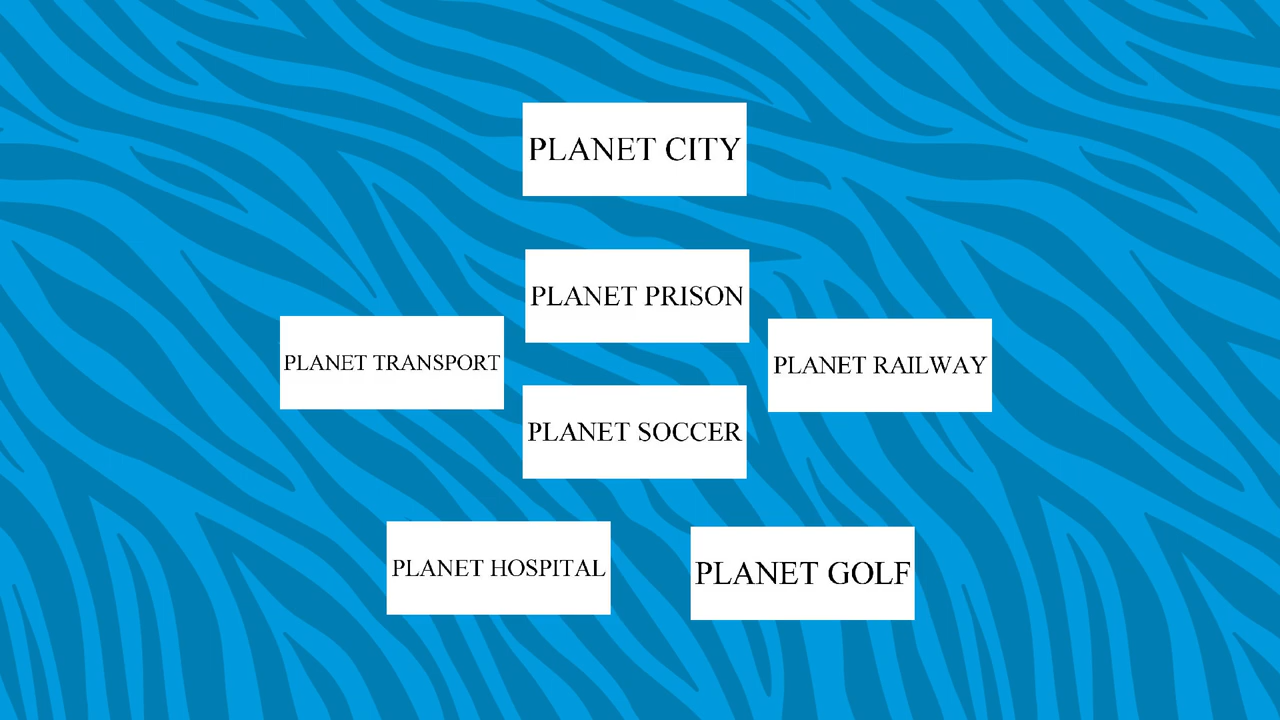 PLANET CITY
PLANET PRISON
PLANET TRANSPORT
PLANET RAILWAY
PLANET SOCCER
PLANET HOSPITAL
PLANET GOLF